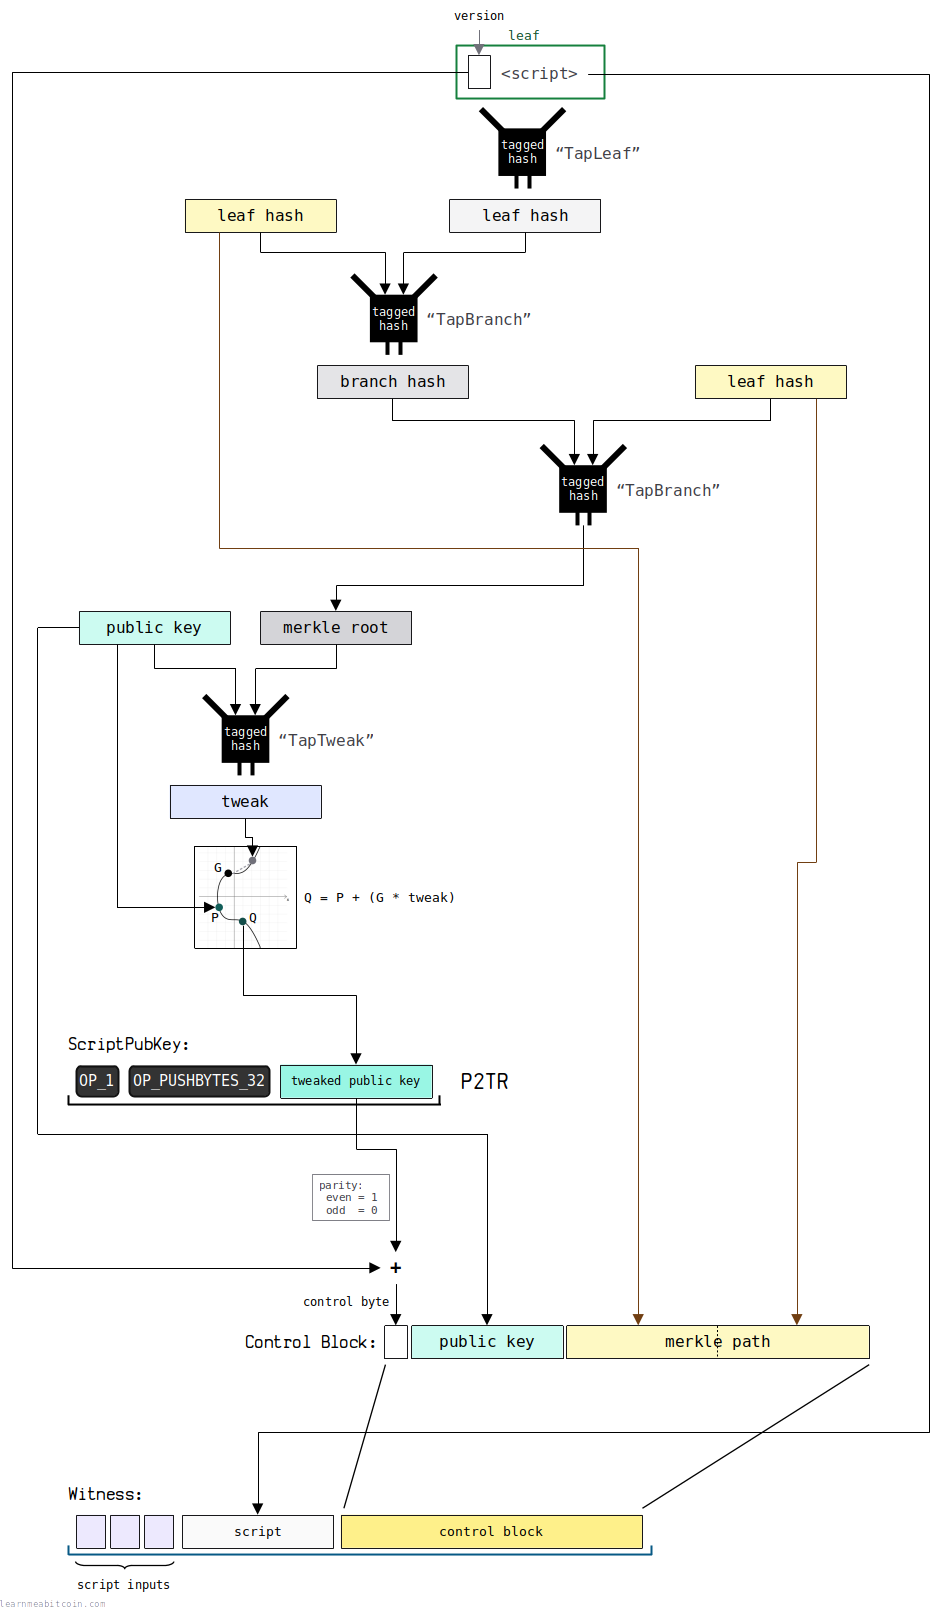 version
leaf
<script>
tagged
hash
“TapLeaf”
leaf hash
leaf hash
tagged
hash
“TapBranch”
branch hash
leaf hash
tagged
hash
“TapBranch”
public key
merkle root
tagged
hash
“TapTweak”
tweak
G
P
Q
Q = P + (G * tweak)
ScriptPubKey:
OP_1
OP_PUSHBYTES_32
tweaked public key
P2TR
parity:
even = 1
odd = 0
+
control byte
Control Block:
public key
merkle path
Witness:
script
control block
script inputs
learnmeabitcoin.com